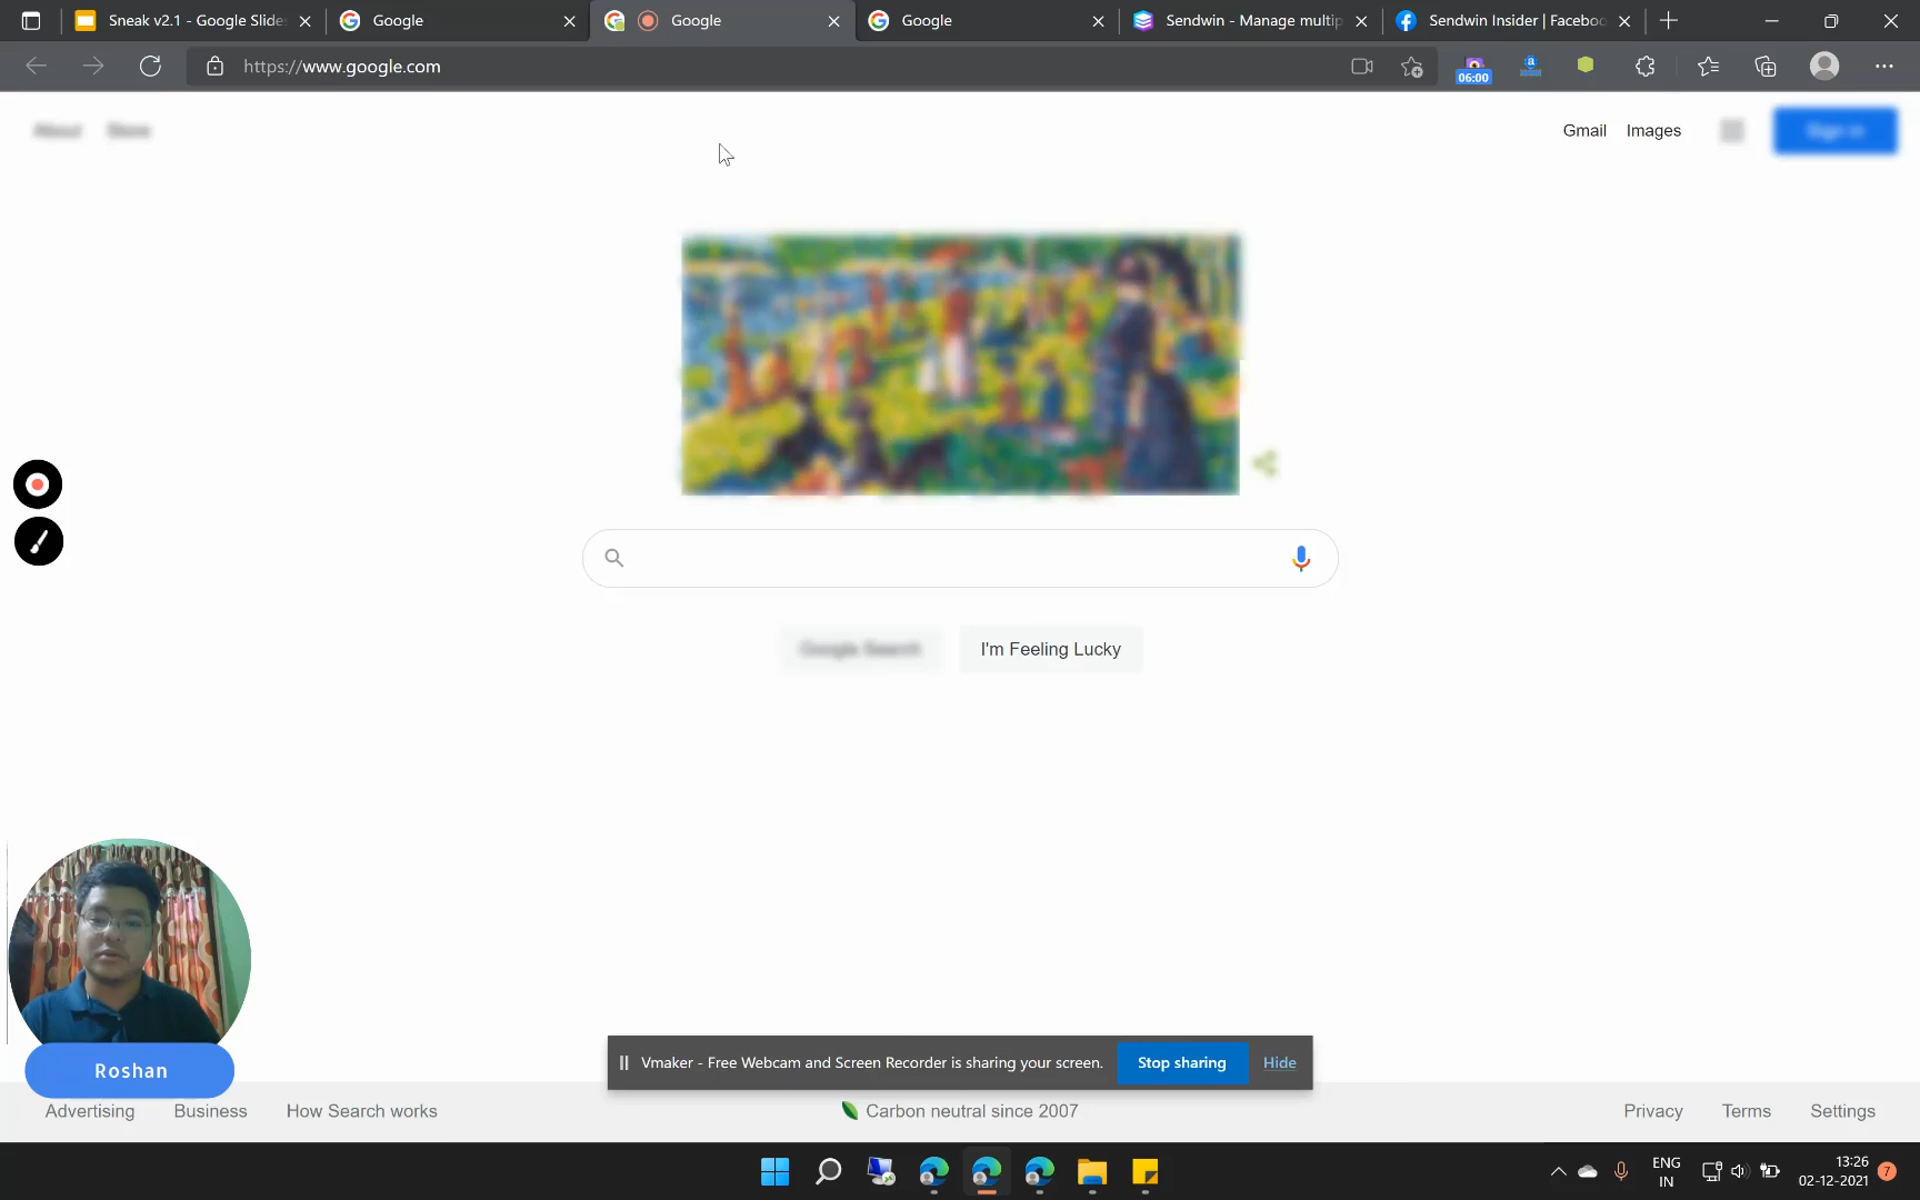 Sneak v2.1 - Google Slide
Google
Google
Google
Sendwin - Manage multip
Sendwin Insider | Faceboo
https://www.google.com
06:00
Gmail
Images
I'm Feeling Lucky
Roshan
Vmaker - Free Webcam and Screen Recorder is sharing your screen.
Stop sharing
Hide
Advertising
Business
How Search works
Carbon neutral since 2007
Privacy
Terms
Settings
ENG
IN
13:26
02-12-2021
7